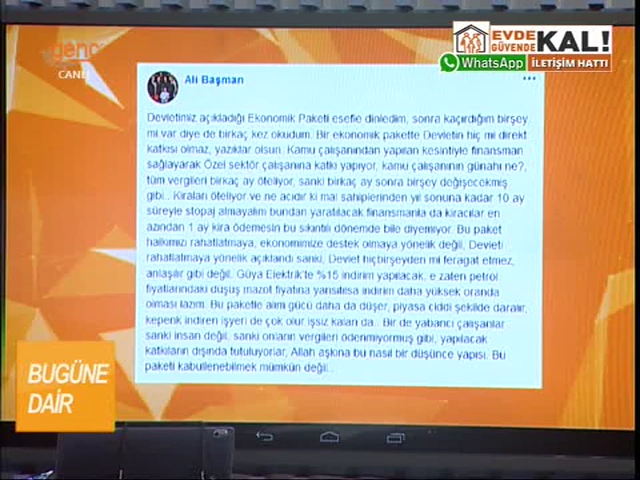 genç
CANLI
EVDE
GÜVENDE
KAL!
WhatsApp
İLETİŞİM HATTI
Ali Başman
Devletimiz açıkladığı Ekonomik Paketi esefle dinledim, sonra kaçırdığım birşey
mi var diye de birkaç kez okudum. Bir ekonomik pakette Devletin hiç mi direkt
katkısı olmaz, yazıklar olsun. Kamu çalışanından yapılan kesintiyle finansman
sağlayarak Özel sektör çalışanına katkı yapıyor, kamu çalışanının günahı ne?,
tüm vergileri birkaç ay öteliyor, sanki birkaç ay sonra birşey değişecekmiş
gibi.. Kiraları öteliyor ve ne acıdır ki mal sahiplerinden yıl sonuna kadar 10 ay
süreyle stopaj almayalım bundan yaratılacak finansmanla da kiracılar en
azından 1 ay kira ödemesin bu sıkıntılı dönemde bile diyemiyor. Bu paket
halkımızı rahatlatmaya, ekonomimize destek olmaya yönelik değil, Devleti
rahatlatmaya yönelik açıklandı sanki, Devlet hiçbirşeyden mi feragat etmez,
anlaşılır gibi değil. Güya Elektrik'te %15 indirim yapılacak, e zaten petrol
fiyatlarındaki düşüş mazot fiyatına yansıtılsa indirim daha yüksek oranda
olması lazım. Bu paketle alım gücü daha da düşer, piyasa ciddi şekilde daralır,
kepenk indiren işyeri de çok olur işsiz kalan da.. Bir de yabancı çalışanlar
sanki insan değil, sanki onların vergileri ödenmiyormuş gibi, yapılacak
katkıların dışında tutuluyorlar, Allah aşkına bu nasıl bir düşünce yapısı. Bu
paketi kabullenebilmek mümkün değil...
BUGÜNE
DAİR